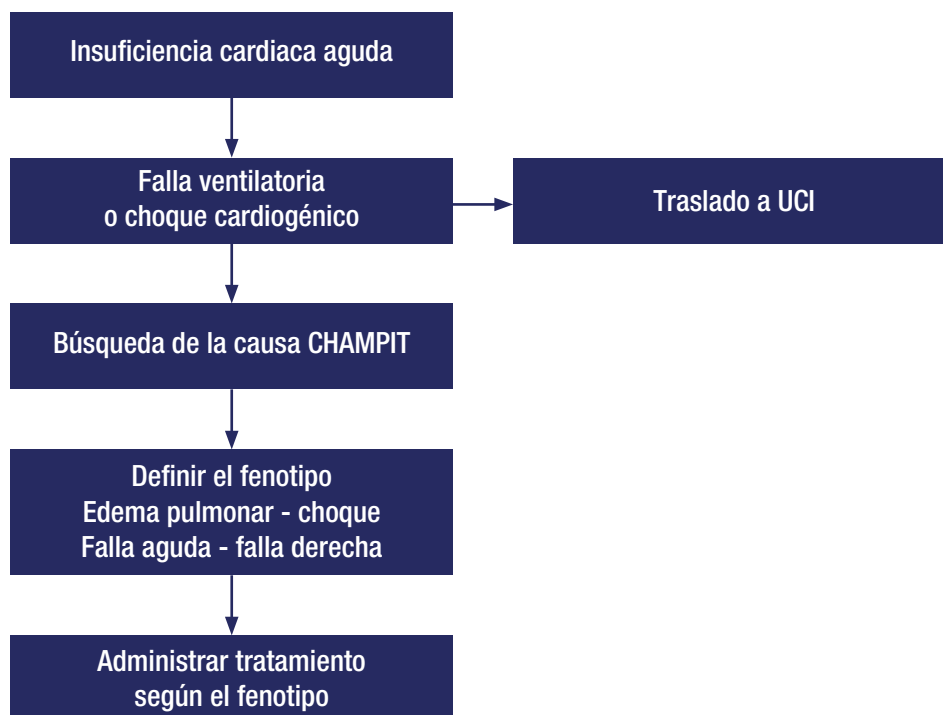 Insuficiencia cardiaca aguda
Falla ventilatoria
o choque cardiogénico
Traslado a UCI
Búsqueda de la causa CHAMPIT
Definir el fenotipo
Edema pulmonar - choque
Falla aguda - falla derecha
Administrar tratamiento
según el fenotipo